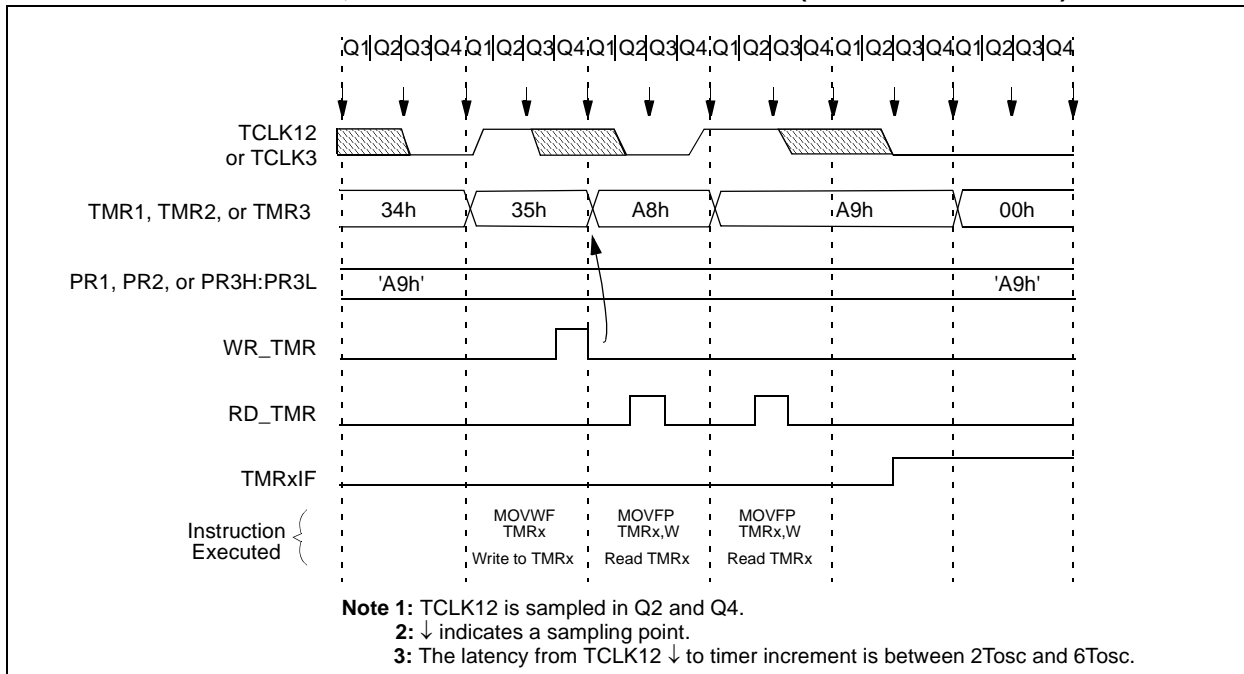 Q1 Q2 Q3 Q4 Q1 Q2 Q3 Q4 Q1 Q2 Q3 Q4 Q1 Q2 Q3 Q4 Q1 Q2 Q3 Q4 Q1 Q2 Q3 Q4
TCLK12
or TCLK3
TMR1, TMR2, or TMR3 34h 35h A8h A9h 00h
PR1, PR2, or PR3H:PR3L 'A9h' 'A9h'
WR_TMR
RD_TMR
TMRxIF
Instruction
Executed
MOVWF
TMRx
Write to TMRx
MOVFP
TMRx,W
Read TMRx
MOVFP
TMRx,W
Read TMRx
Note 1: TCLK12 is sampled in Q2 and Q4.
2: ↓ indicates a sampling point.
3: The latency from TCLK12 ↓ to timer increment is between 2Tosc and 6Tosc.